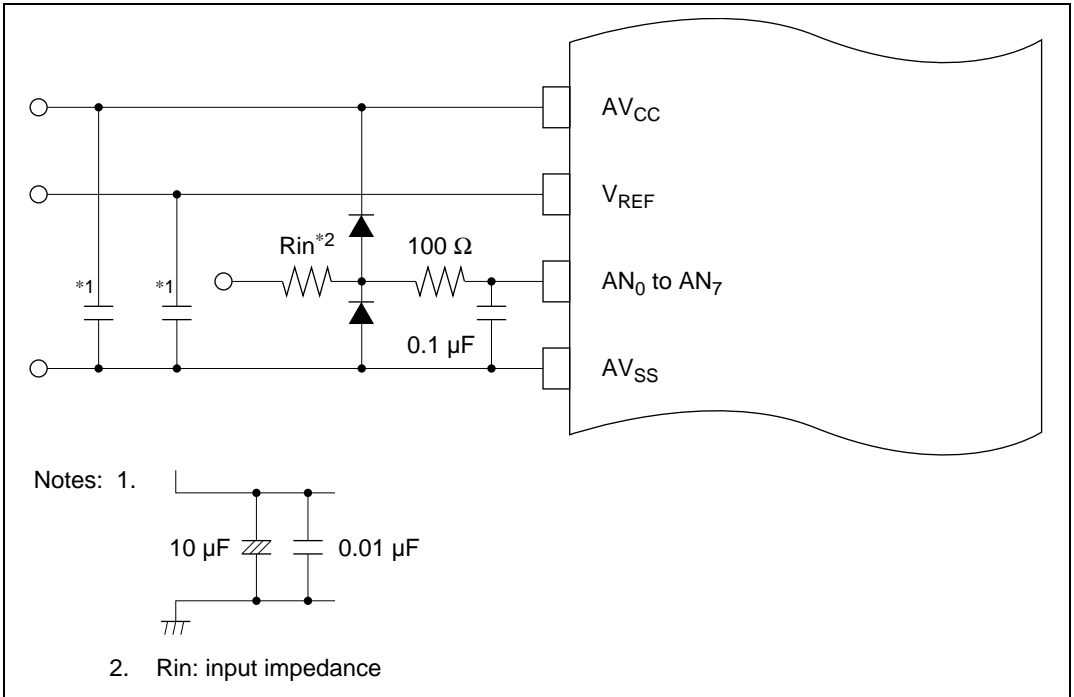 AVCC
VREF
Rin*2
100 Ω
*1
*1
AN0 to AN7
0.1 µF
AVSS
Notes: 1.
10 µF
0.01 µF
2. Rin: input impedance